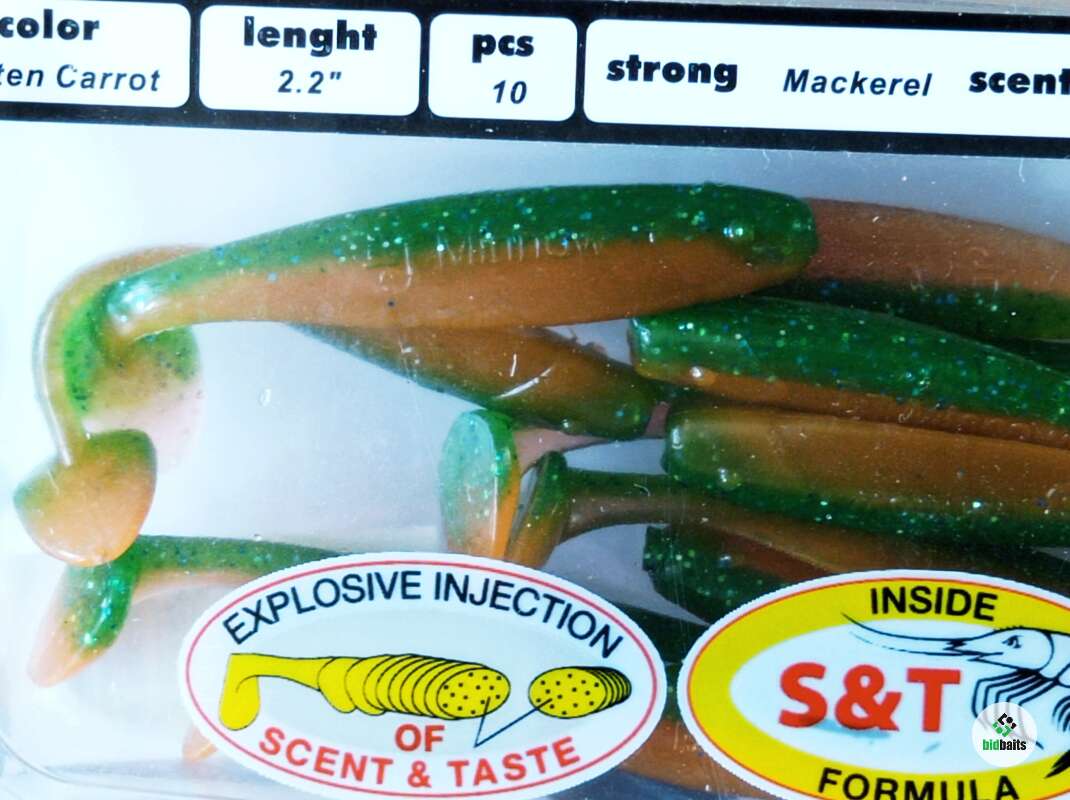 color
ten Carrot
lenght
2.2"
pcs
10
strong Mackerel scent
Minnow
EXPLOSIVE INJECTION
OF
SCENT & TASTE
INSIDE
S&T
FORMULA
bidbaits